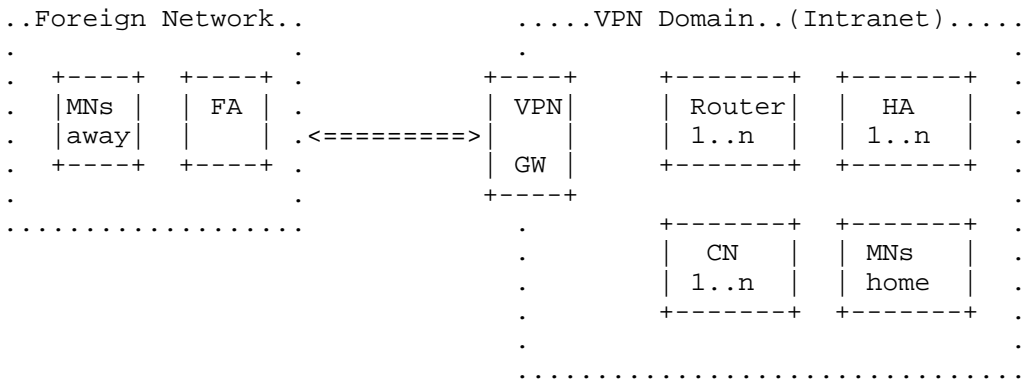 ..Foreign Network..             .....VPN Domain..(Intranet).....
MNs   FA   VPN   Router   HA
away   <=========>   1..n   1..n
GW
CN   MNs
1..n   home